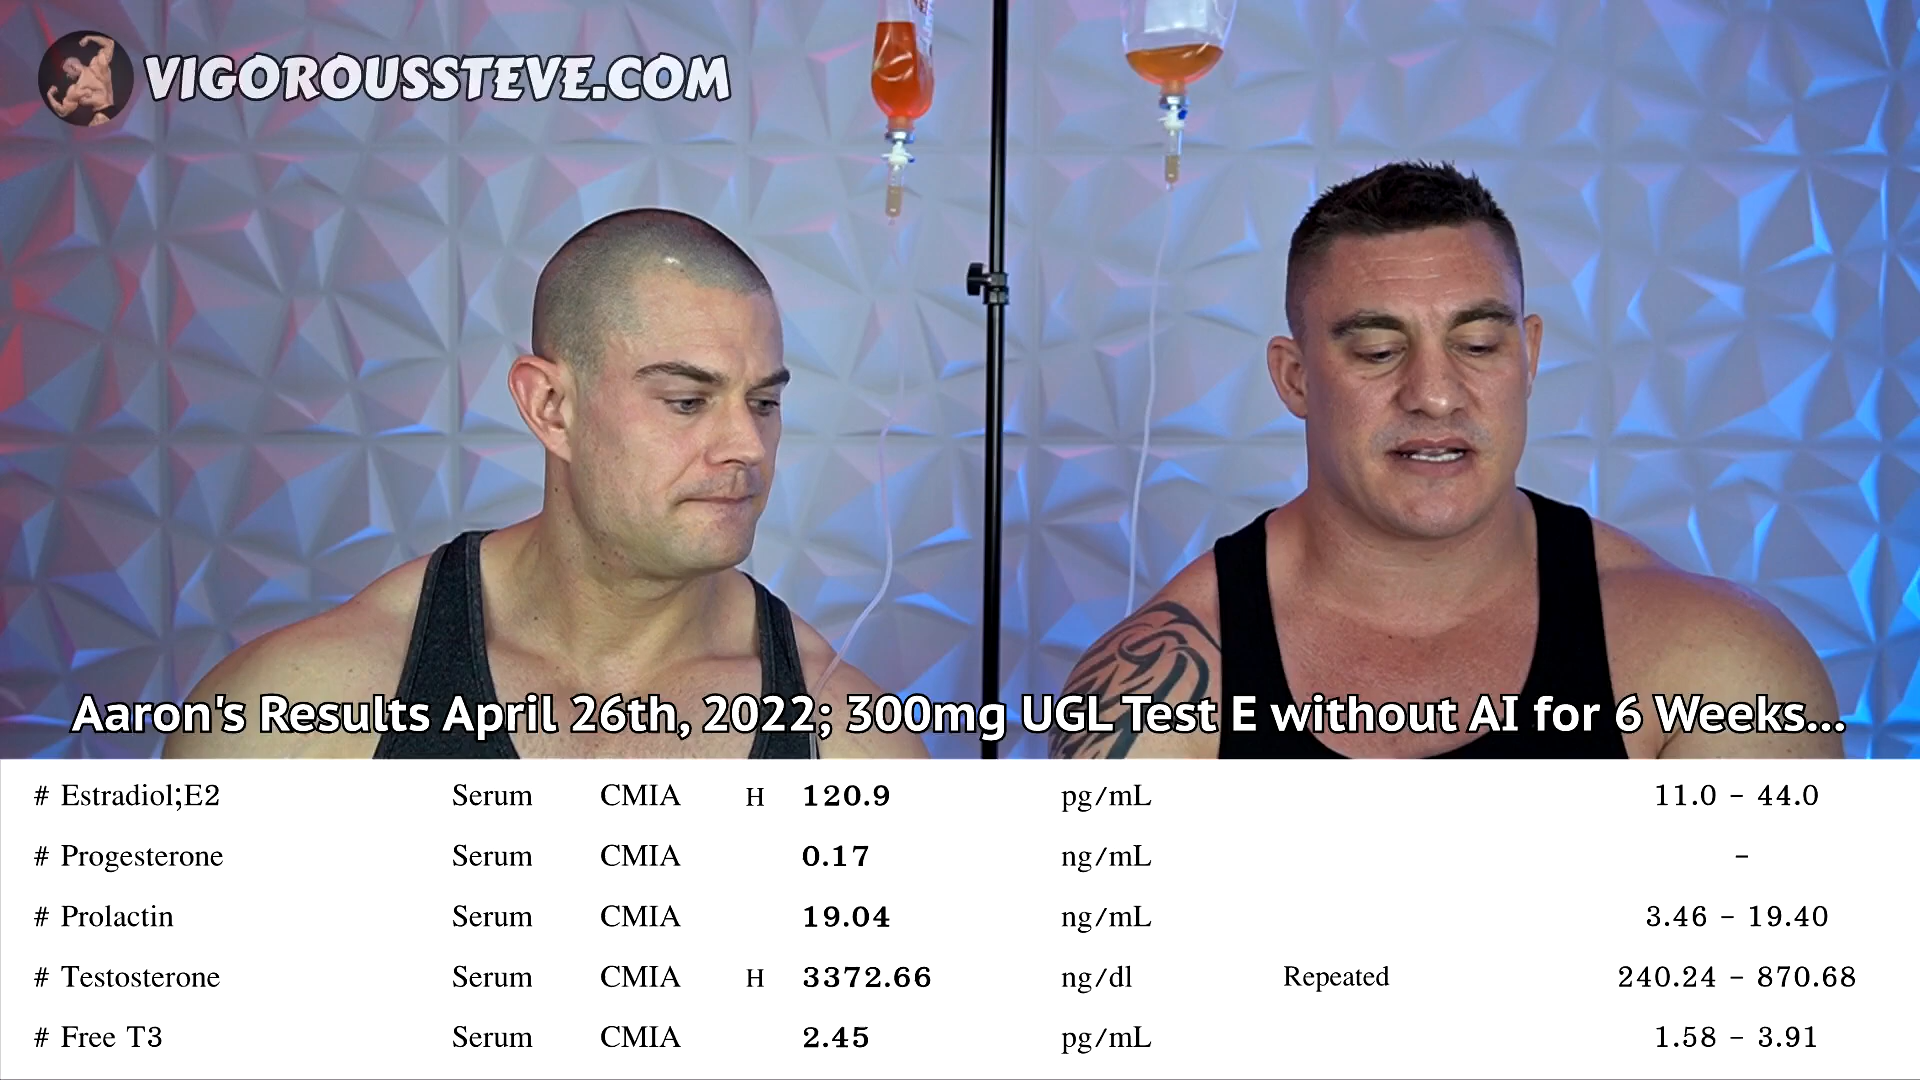 VIGOROUSSTEVE.COM
Aaron's Results April 26th, 2022; 300mg UGL Test E without AI for 6 Weeks...
# Estradiol;E2 Serum CMIA H 120.9 pg/mL 11.0 - 44.0
# Progesterone Serum CMIA 0.17 ng/mL -
# Prolactin Serum CMIA 19.04 ng/mL 3.46 - 19.40
# Testosterone Serum CMIA H 3372.66 ng/dl Repeated 240.24 - 870.68
# Free T3 Serum CMIA 2.45 pg/mL 1.58 - 3.91